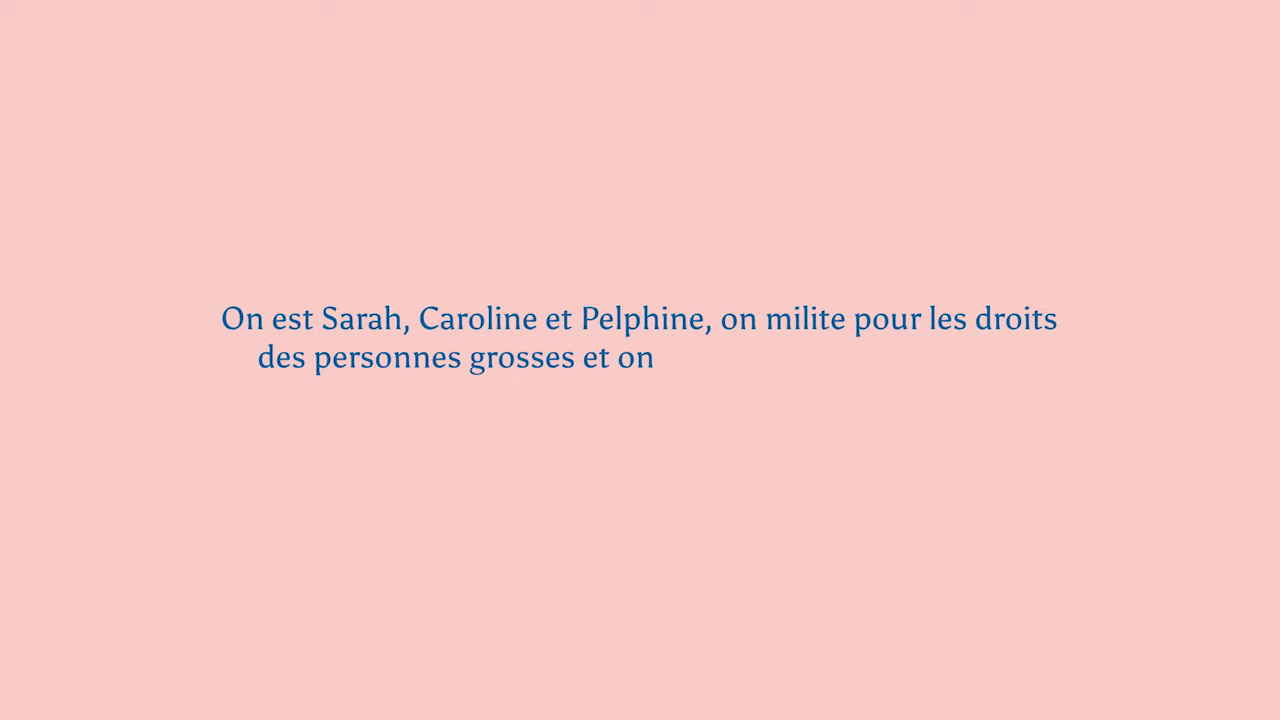 On est Sarah, Caroline et Pelphine, on milite pour les droits
des personnes grosses et on